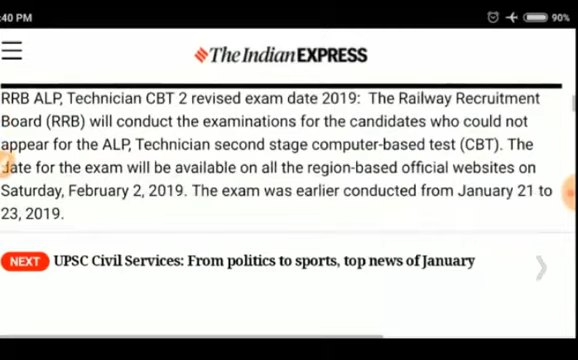 :40 PM 90%
The Indian EXPRESS
RRB ALP, Technician CBT 2 revised exam date 2019: The Railway Recruitment
Board (RRB) will conduct the examinations for the candidates who could not
appear for the ALP, Technician second stage computer-based test (CBT). The
date for the exam will be available on all the region-based official websites on
Saturday, February 2, 2019. The exam was earlier conducted from January 21 to
23, 2019.
NEXT UPSC Civil Services: From politics to sports, top news of January